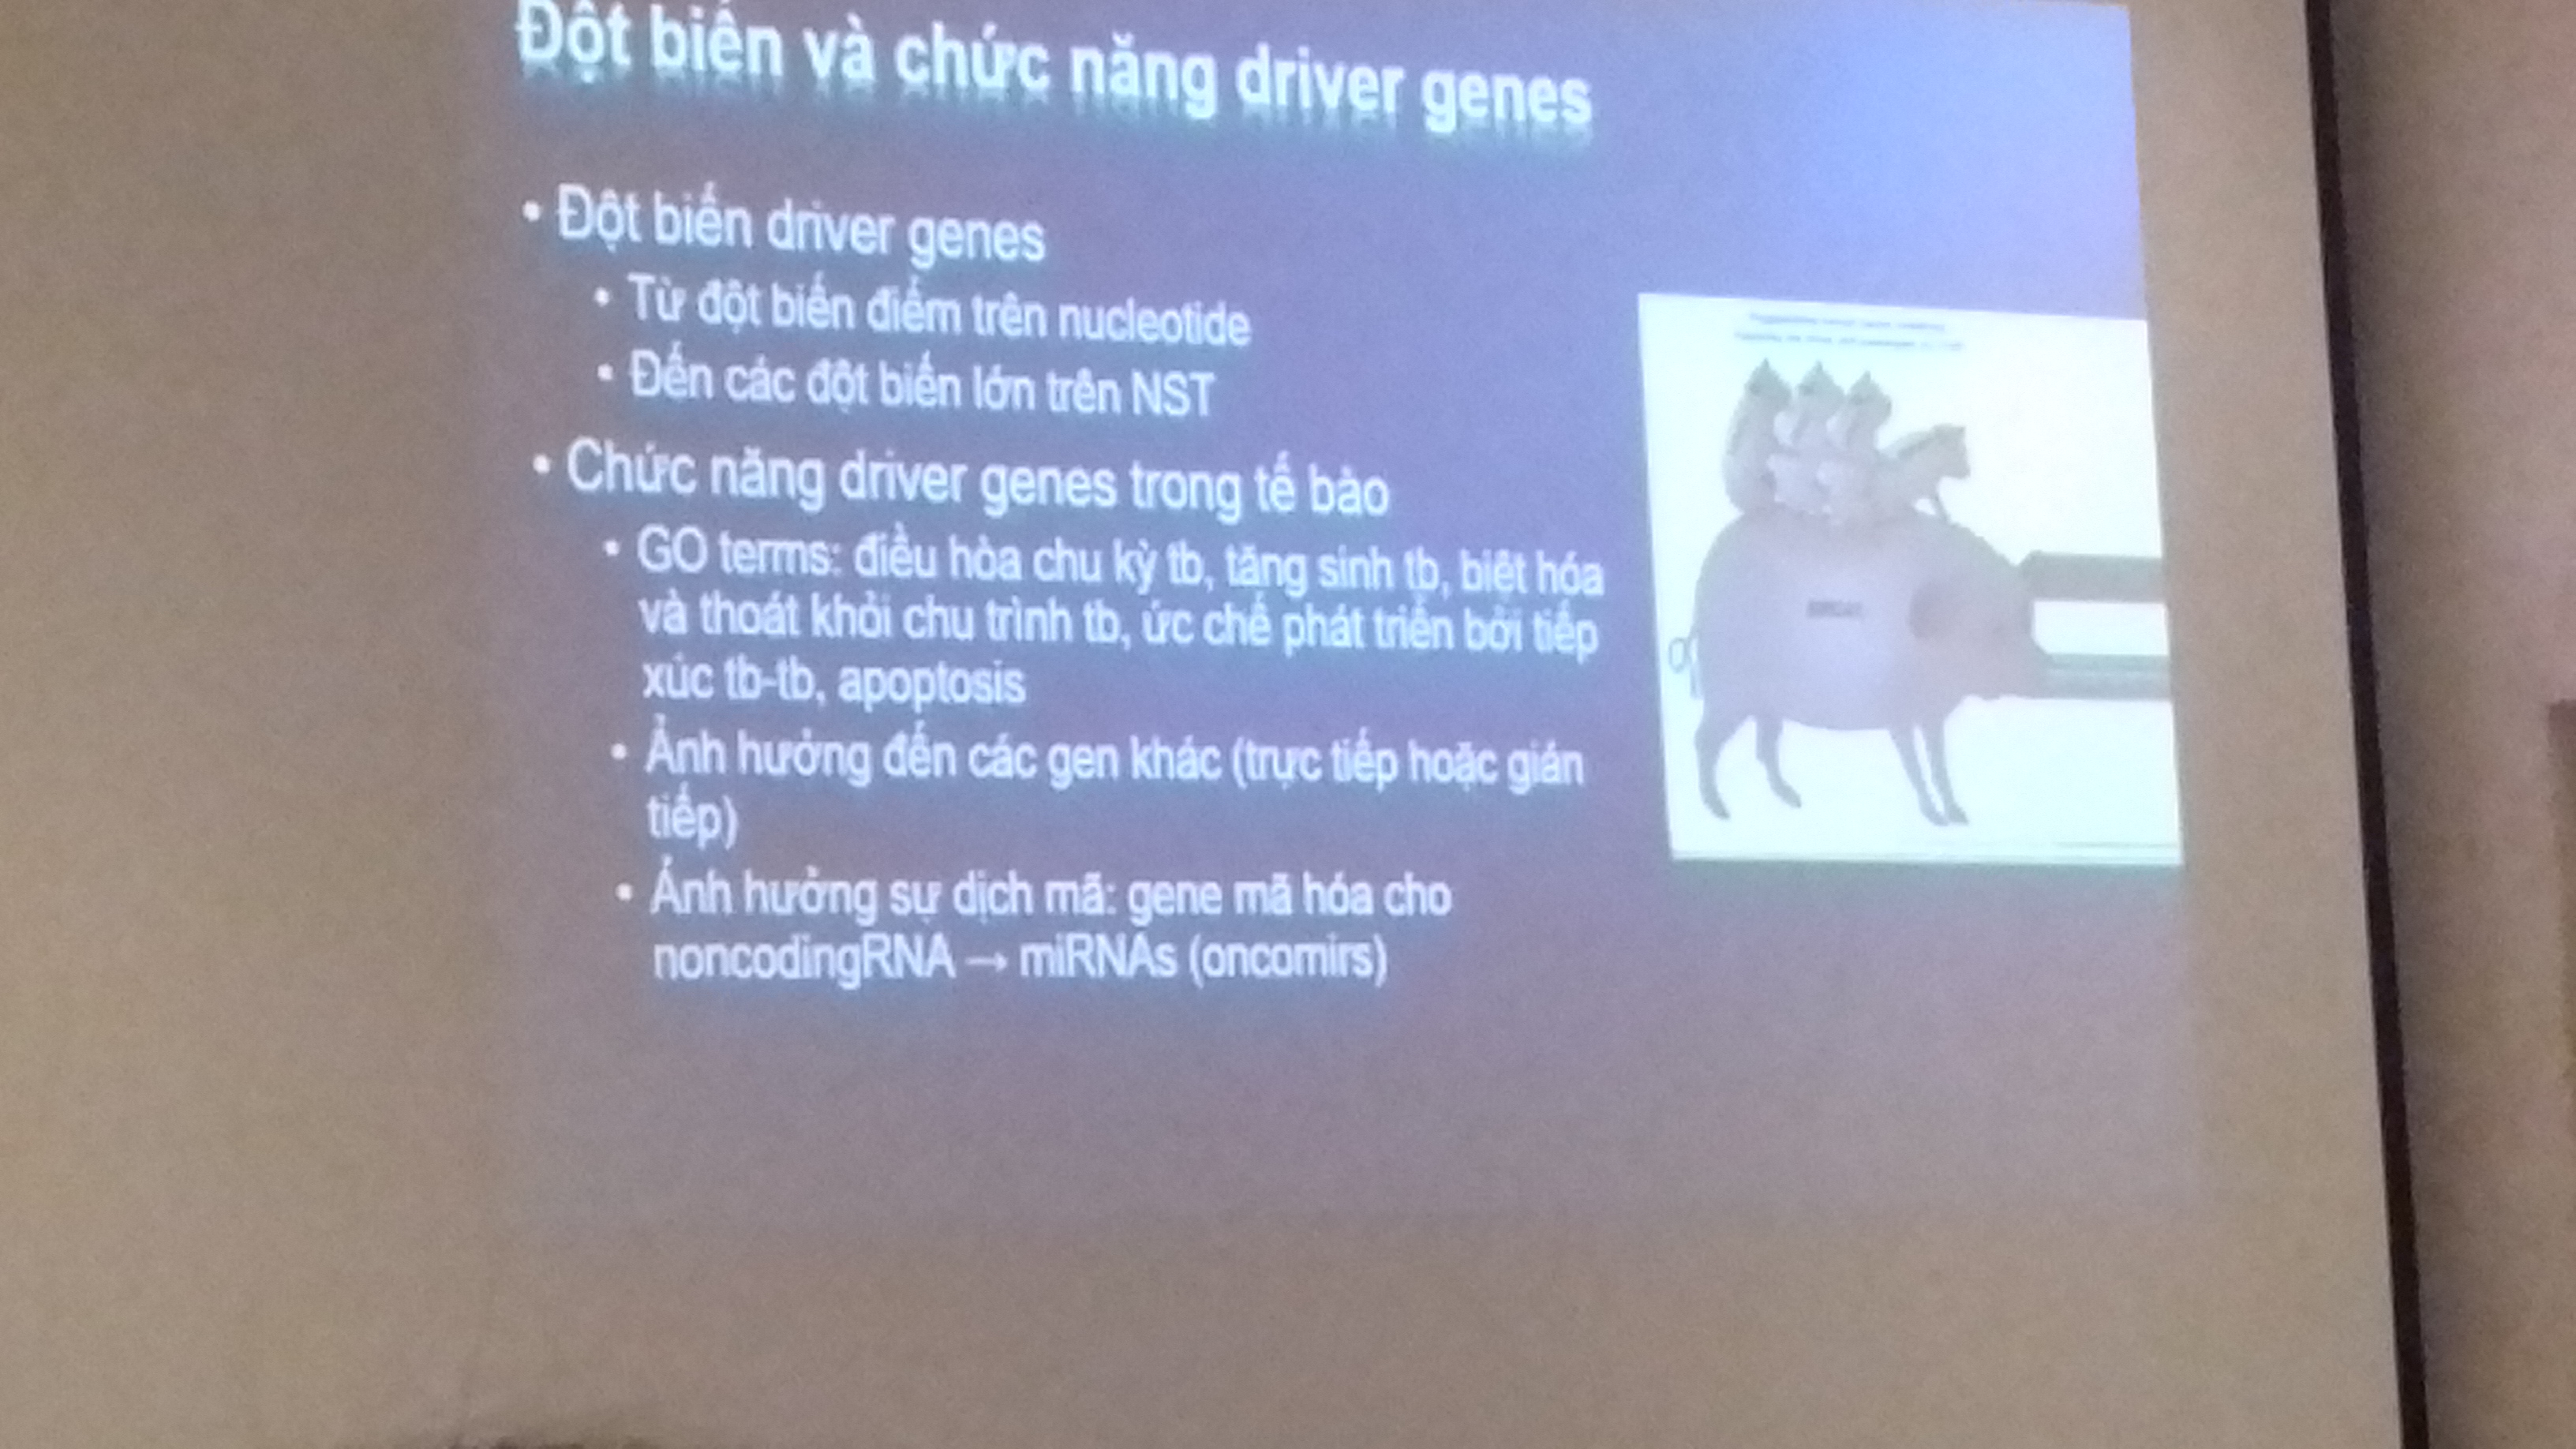 Đột biến và chức năng driver genes
• Đột biến driver genes
• Từ đột biến điểm trên nucleotide
• Đến các đột biến lớn trên NST
• Chức năng driver genes trong tế bào
• GO terms: điều hòa chu kỳ tb, tăng sinh tb, biệt hóa
và thoát khỏi chu trình tb, ức chế phát triển bởi tiếp
xúc tb-tb, apoptosis
• Ảnh hưởng đến các gen khác (trực tiếp hoặc gián
tiếp)
• Ảnh hưởng sự dịch mã: gene mã hóa cho
noncodingRNA → miRNAs (oncomirs)